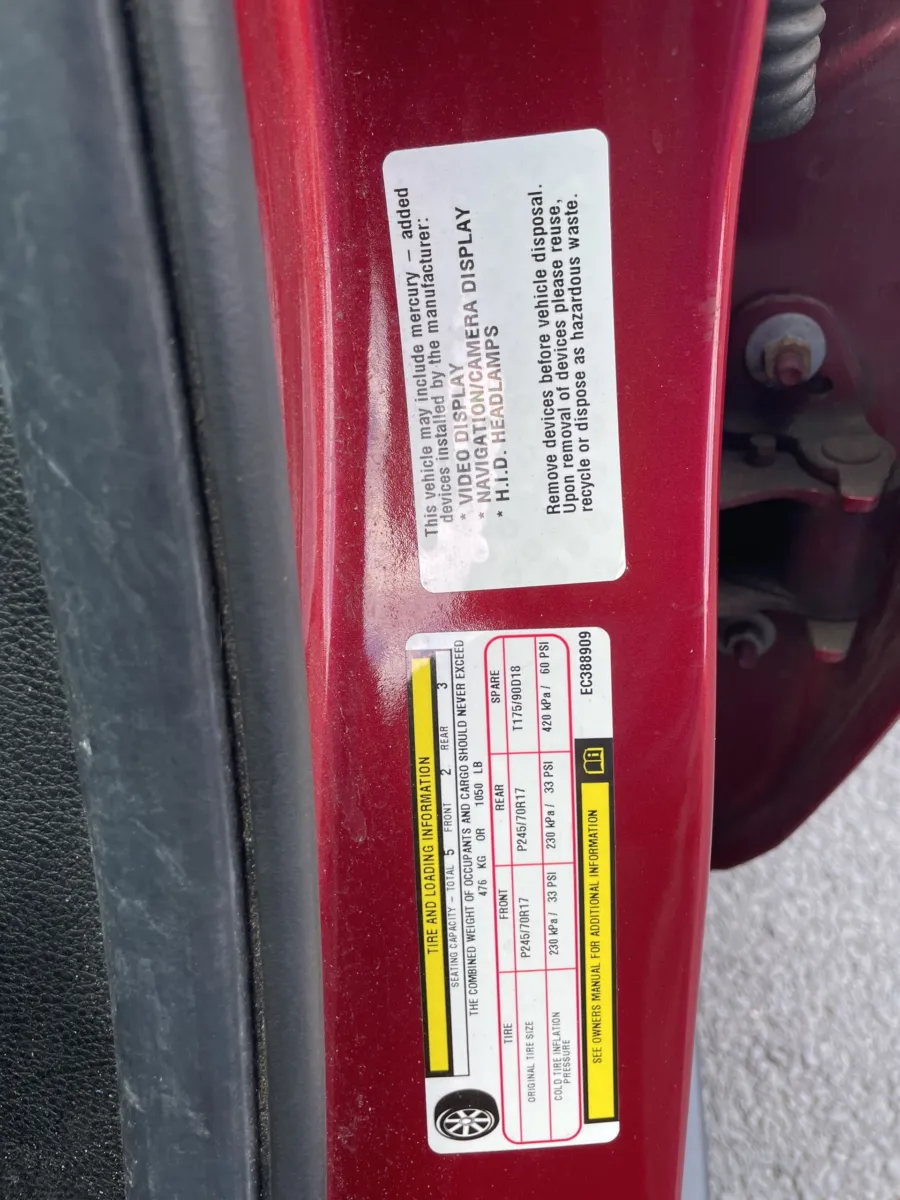 This vehicle may include mercury – added
devices installed by the manufacturer:
* VIDEO DISPLAY
* NAVIGATION/CAMERA DISPLAY
* H.I.D. HEADLAMPS
Remove devices before vehicle disposal.
Upon removal of devices please reuse,
recycle or dispose as hazardous waste.
TIRE AND LOADING INFORMATION
SEATING CAPACITY – TOTAL 5 FRONT 2 REAR 3
THE COMBINED WEIGHT OF OCCUPANTS AND CARGO SHOULD NEVER EXCEED
476 KG OR 1050 LB
TIRE FRONT REAR SPARE
ORIGINAL TIRE SIZE P245/70R17 P245/70R17 T175/90D18
COLD TIRE INFLATION PRESSURE 230 kPa / 33 PSI 230 kPa / 33 PSI 420 kPa / 60 PSI
SEE OWNERS MANUAL FOR ADDITIONAL INFORMATION
EC388909